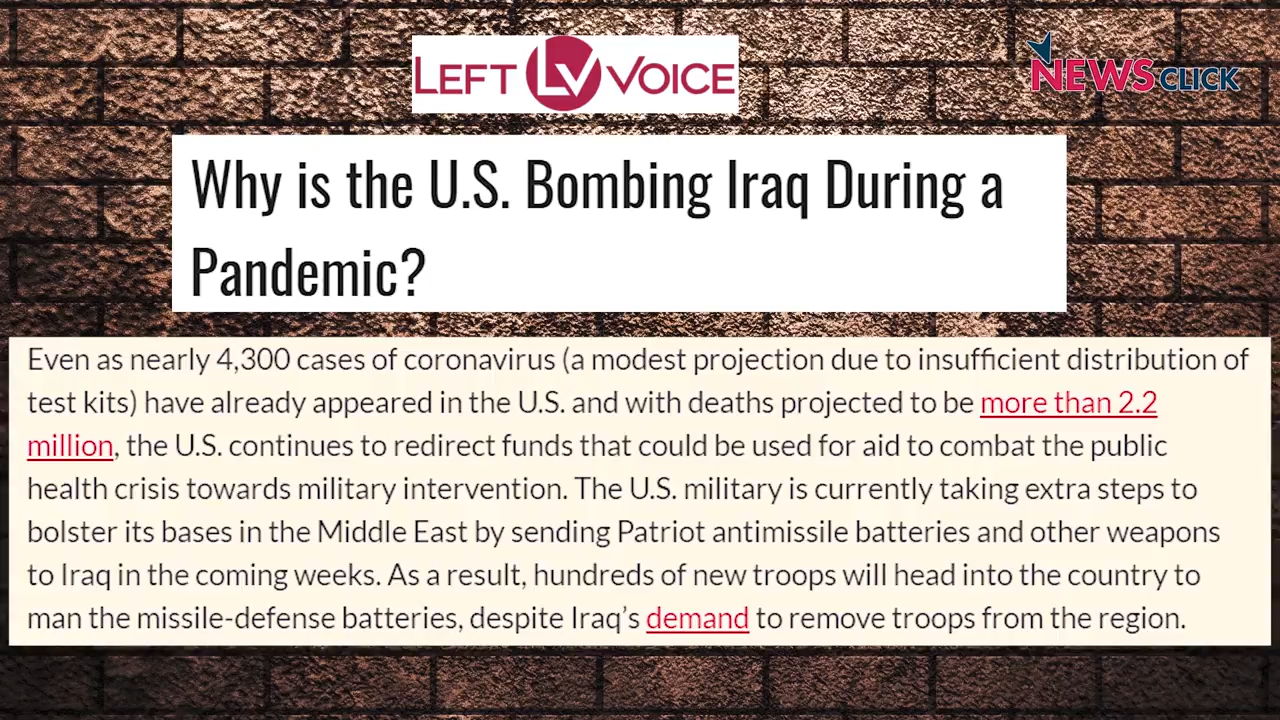 LEFT LV VOICE
NEWSCLICK
Why is the U.S. Bombing Iraq During a
Pandemic?
Even as nearly 4,300 cases of coronavirus (a modest projection due to insufficient distribution of
test kits) have already appeared in the U.S. and with deaths projected to be more than 2.2
million, the U.S. continues to redirect funds that could be used for aid to combat the public
health crisis towards military intervention. The U.S. military is currently taking extra steps to
bolster its bases in the Middle East by sending Patriot antimissile batteries and other weapons
to Iraq in the coming weeks. As a result, hundreds of new troops will head into the country to
man the missile-defense batteries, despite Iraq’s demand to remove troops from the region.